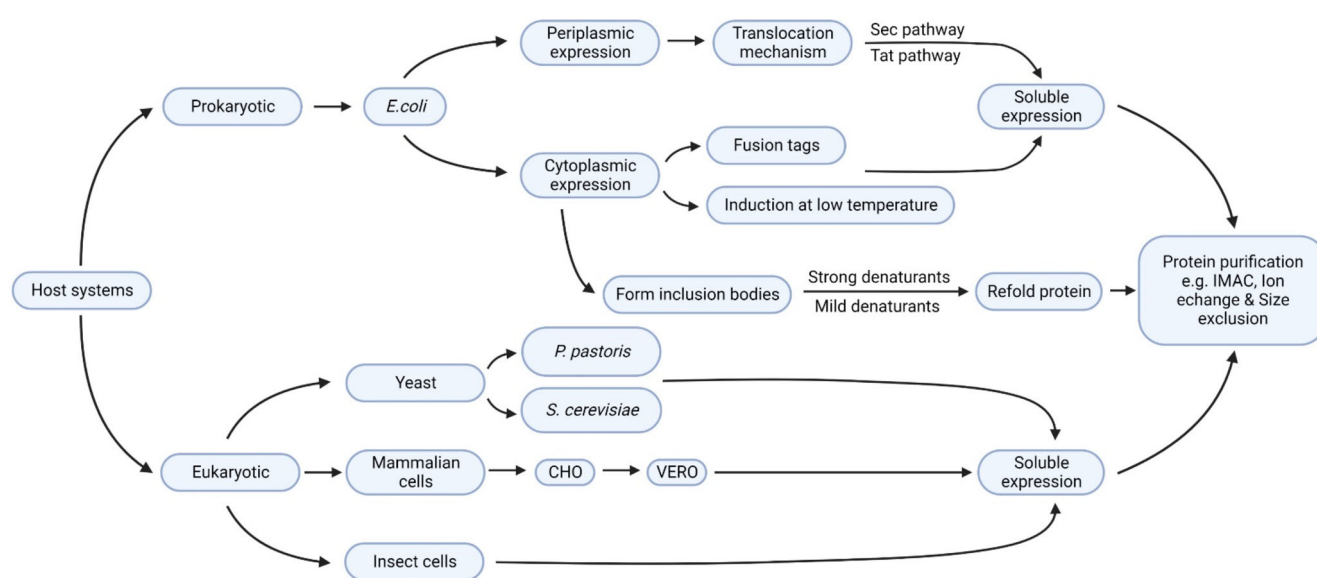 Periplasmic
expression
Translocation
mechanism
Sec pathway
Tat pathway
Prokaryotic
E.coli
Soluble
expression
Fusion tags
Cytoplasmic
expression
Induction at low temperature
Host systems
Form inclusion bodies
Strong denaturants
Mild denaturants
Refold protein
Protein purification
e.g. IMAC, Ion
echange & Size
exclusion
Yeast
P. pastoris
S. cerevisiae
Eukaryotic
Mammalian
cells
CHO
VERO
Soluble
expression
Insect cells